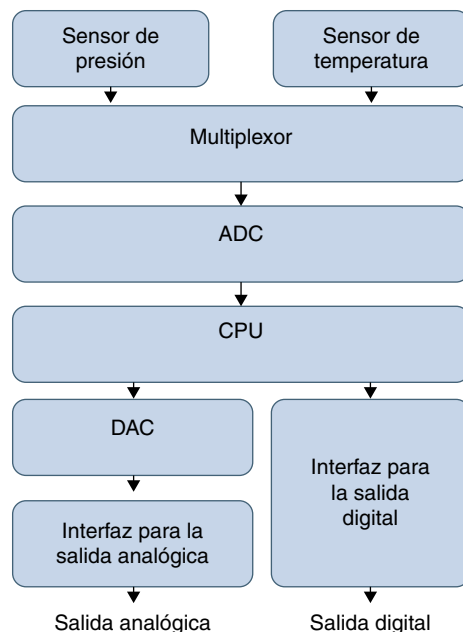 Sensor de
presión
Sensor de
temperatura
Multiplexor
ADC
CPU
DAC
Interfaz para
la salida
digital
Interfaz para la
salida analógica
Salida analógica
Salida digital